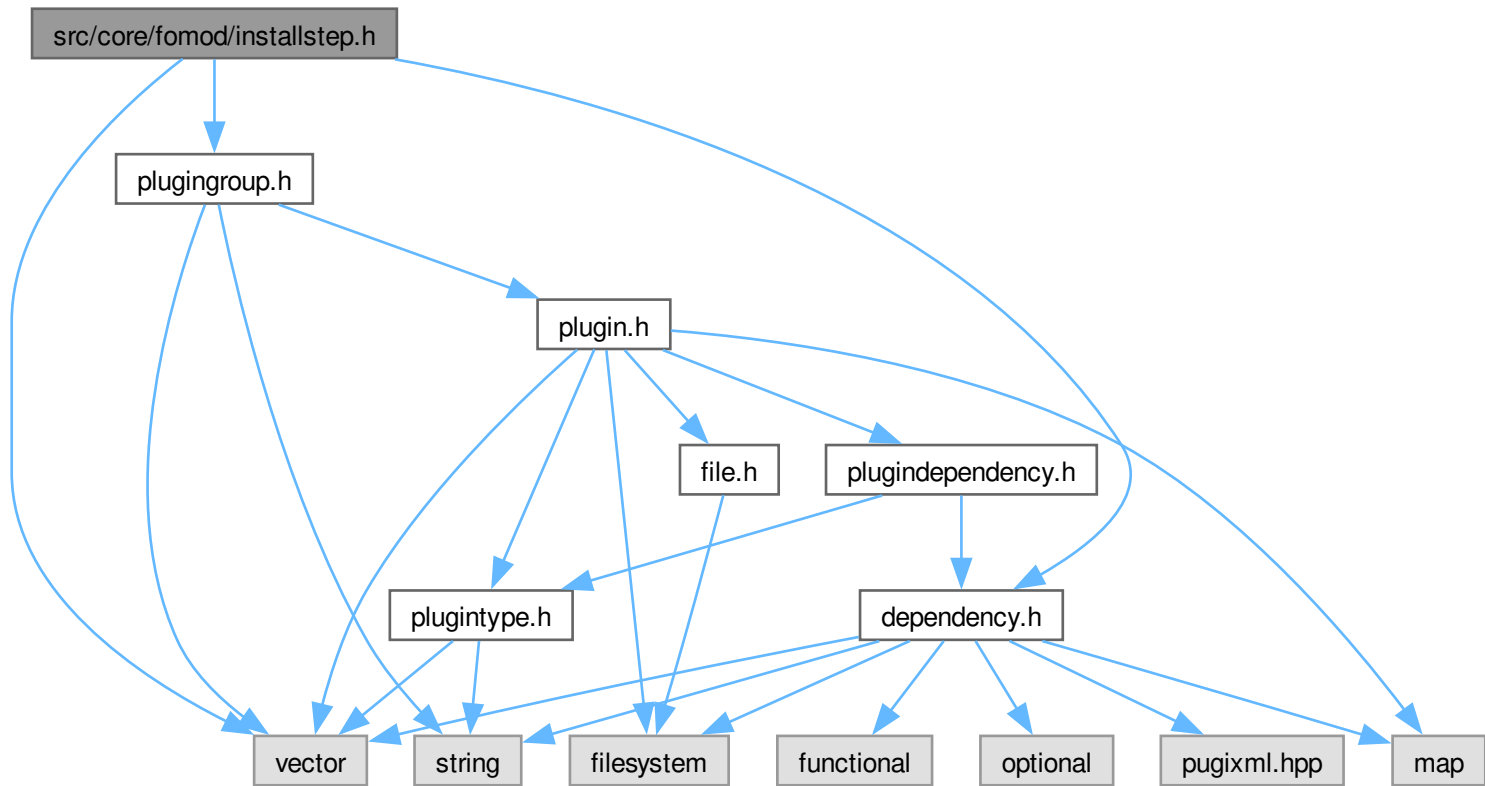 src/core/fomod/installstep.h
plugingroup.h
plugin.h
file.h
plugindependency.h
plugintype.h
dependency.h
vector
string
filesystem
functional
optional
pugixml.hpp
map